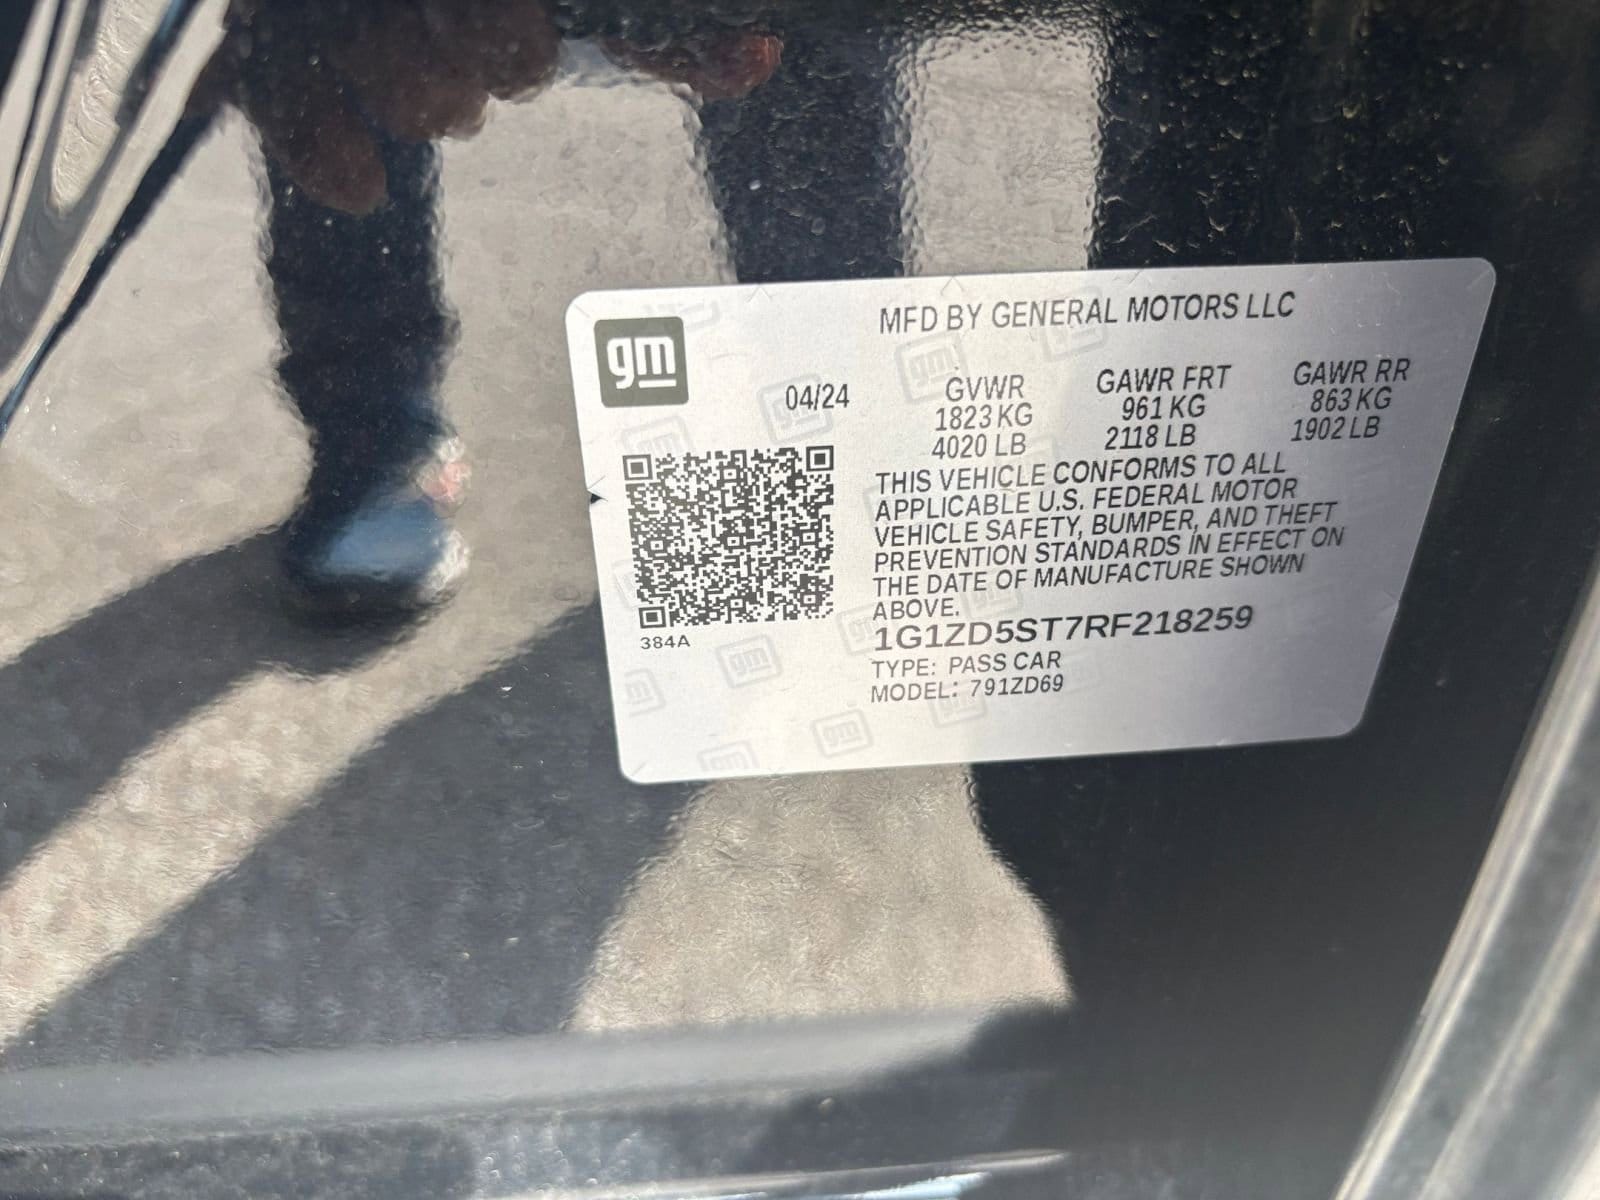 gm
MFD BY GENERAL MOTORS LLC
04/24
GVWR
1823 KG
4020 LB
GAWR FRT
961 KG
2118 LB
GAWR RR
863 KG
1902 LB
THIS VEHICLE CONFORMS TO ALL
APPLICABLE U.S. FEDERAL MOTOR
VEHICLE SAFETY, BUMPER, AND THEFT
PREVENTION STANDARDS IN EFFECT ON
THE DATE OF MANUFACTURE SHOWN
ABOVE.
384A
1G1ZD5ST7RF218259
TYPE: PASS CAR
MODEL: 791ZD69